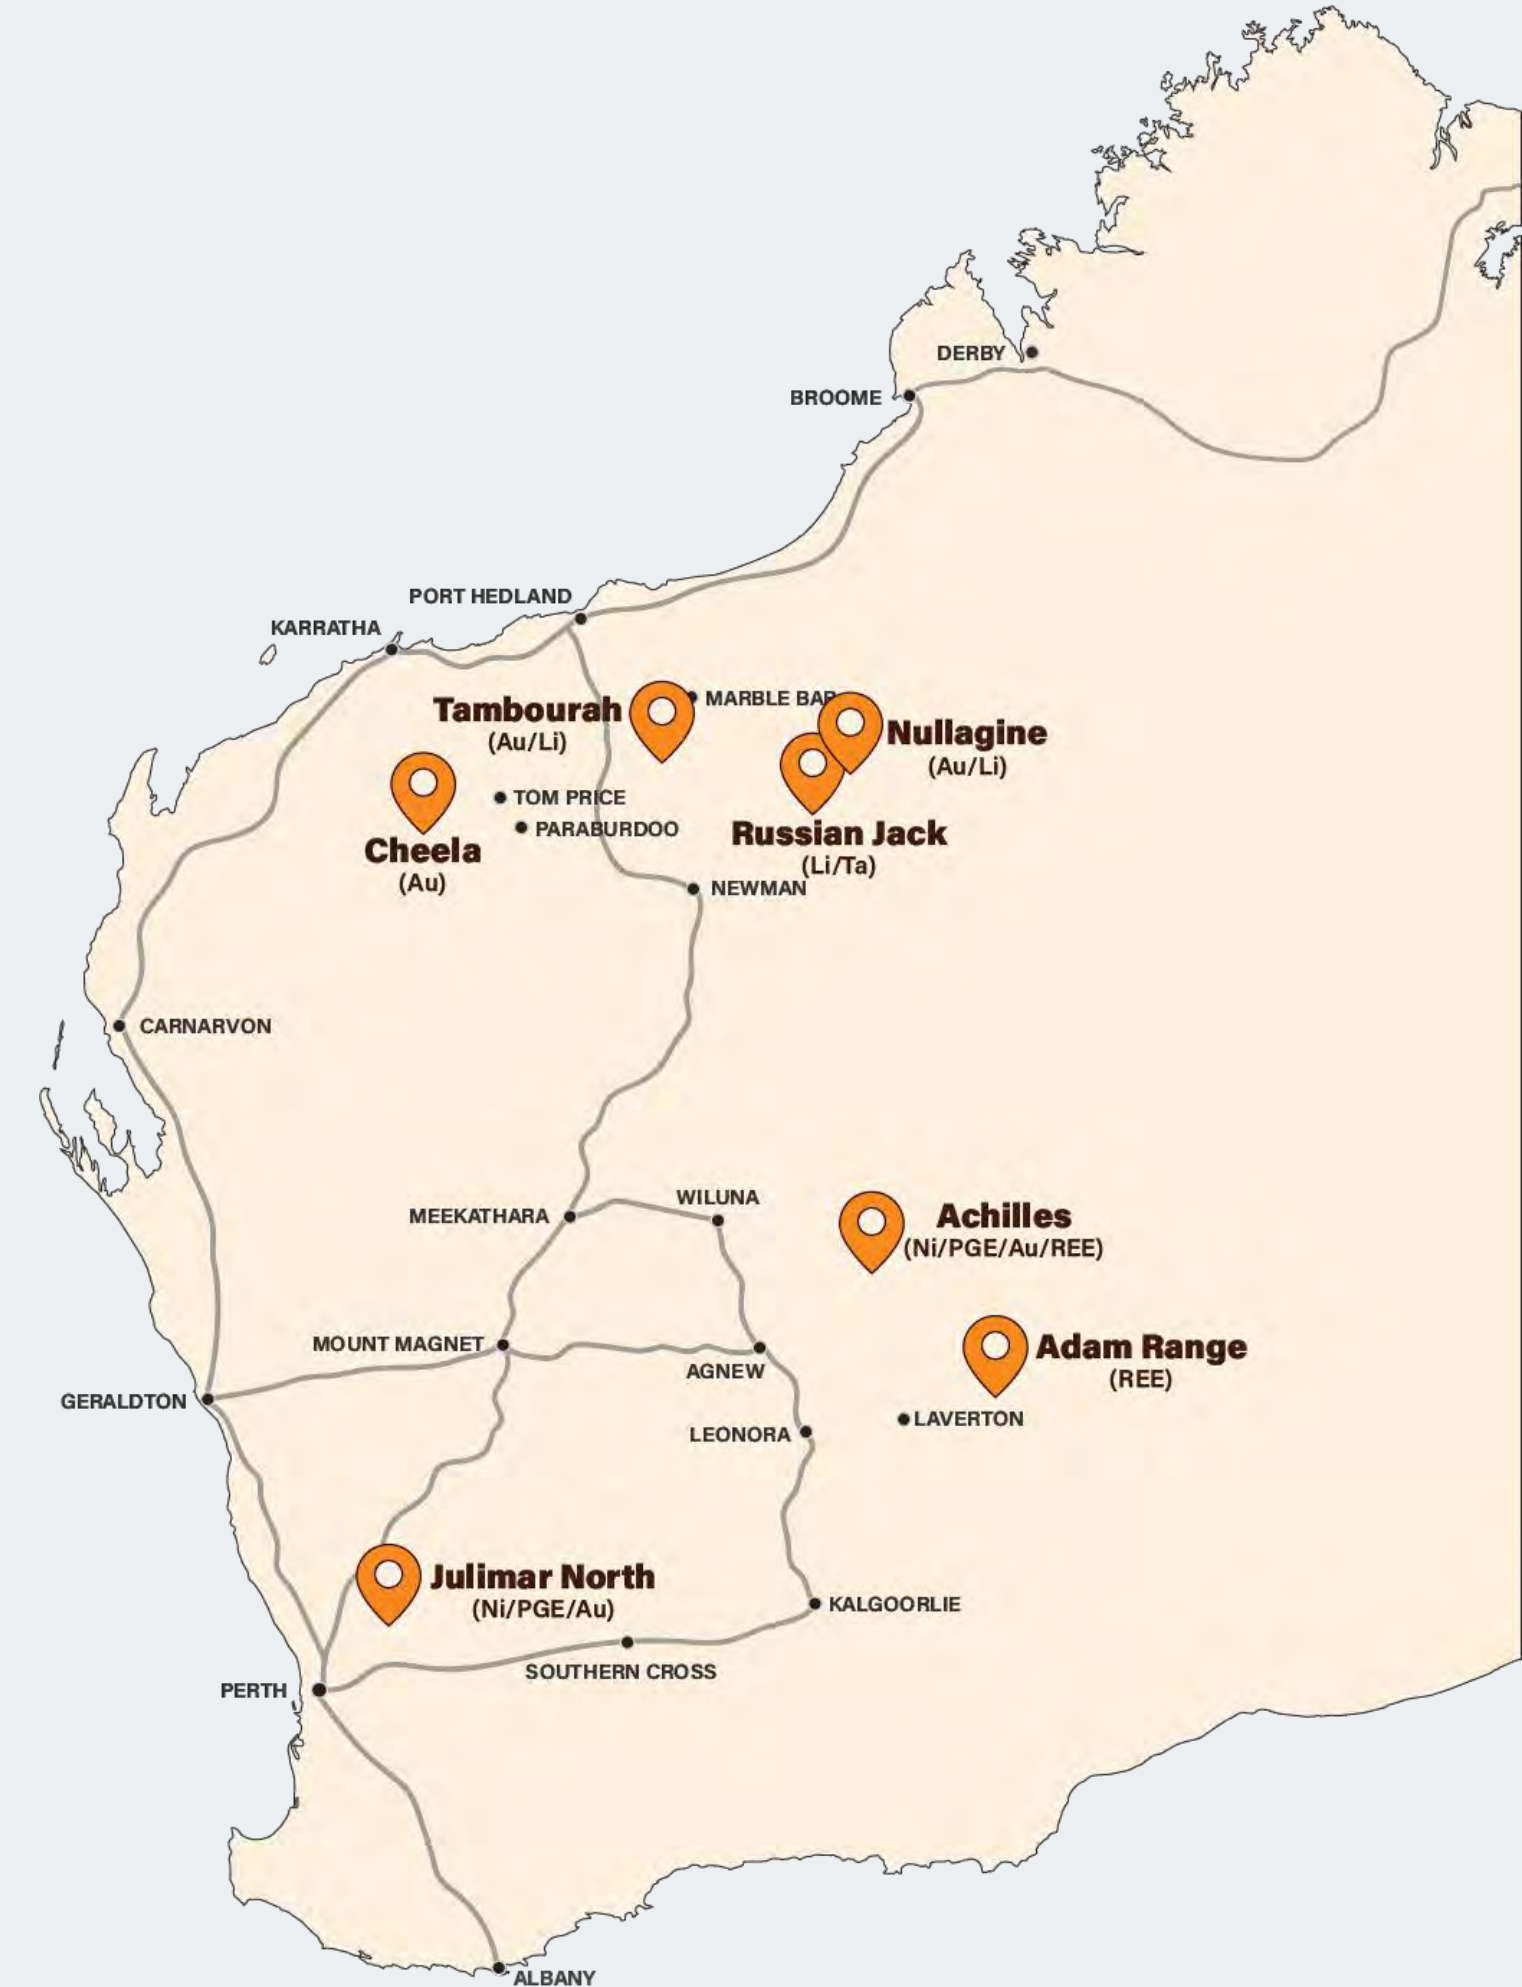 DERBY
BROOME
PORT HEDLAND
KARRATHA
MARBLE BAR
Tambourah
(Au/Li)
Nullagine
(Au/Li)
TOM PRICE
PARABURDOO
Cheela
(Au)
Russian Jack
(Li/Ta)
NEWMAN
CARNARVON
WILUNA
MEEKATHARA
Achilles
(Ni/PGE/Au/REE)
MOUNT MAGNET
AGNEW
Adam Range
(REE)
GERALDTON
LEONORA
LAVERTON
Julimar North
(Ni/PGE/Au)
KALGOORLIE
SOUTHERN CROSS
PERTH
ALBANY